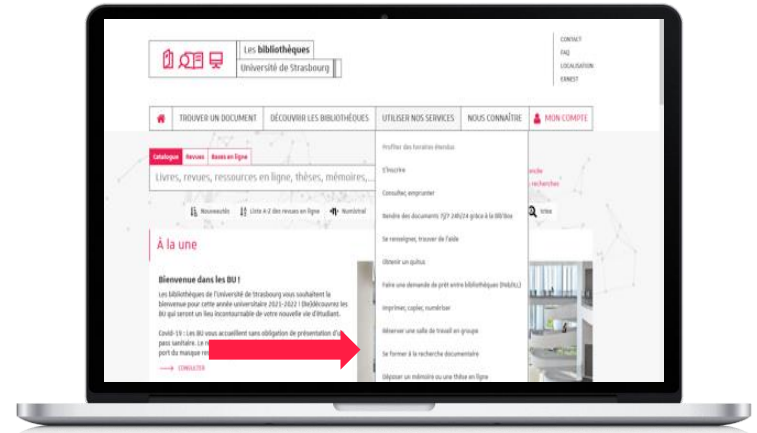 Les bibliothèques
Université de Strasbourg
CONTACT
FAQ
LOCALISATION
ERNEST
TROUVER UN DOCUMENT
DÉCOUVRIR LES BIBLIOTHÈQUES
UTILISER NOS SERVICES
NOUS CONNAÎTRE
MON COMPTE
Catalogue Revues Bases en ligne
Livres, revues, ressources en ligne, thèses, mémoires,...
Nouveautés
Liste A-Z des revues en ligne
Numistral
Profiter des horaires étendus
S'inscrire
Consulter, emprunter
Rendre des documents 7j/7 24h/24 grâce à la BU'Box
Se renseigner, trouver de l'aide
Obtenir un quitus
Faire une demande de prêt entre bibliothèques (PEB/ILL)
Imprimer, copier, numériser
Réserver une salle de travail en groupe
Se former à la recherche documentaire
Déposer un mémoire ou une thèse en ligne
recherches
À la une
Bienvenue dans les BU !
Les bibliothèques de l'Université de Strasbourg vous souhaitent la
bienvenue pour cette année universitaire 2021-2022 ! (Re)découvrez les
BU qui seront un lieu incontournable de votre nouvelle vie d'étudiant.
Covid-19 : Les BU vous accueillent sans obligation de présentation d'u
pass sanitaire. Le
port du masque
CONSULTER